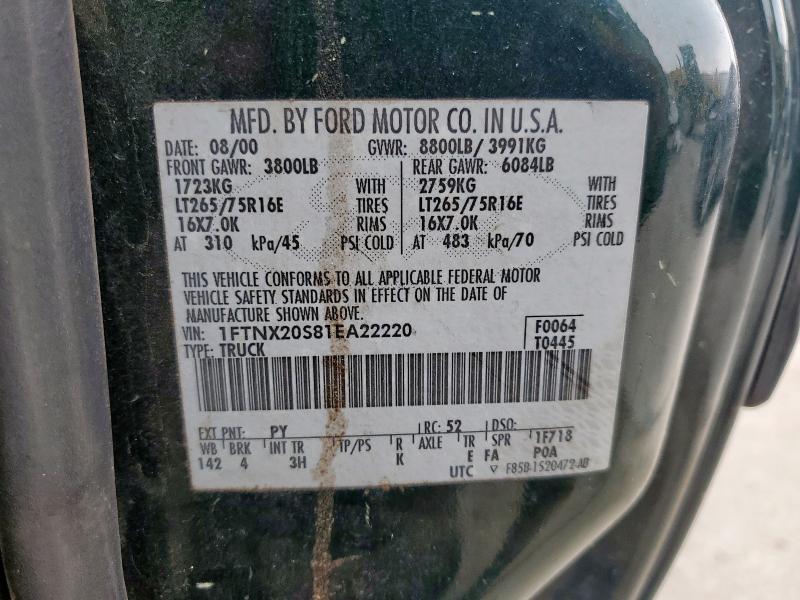 MFD. BY FORD MOTOR CO. IN U.S.A.
DATE: 08/00 GVWR: 8800LB/ 3991KG
FRONT GAWR: 3800LB REAR GAWR: 6084LB
1723KG WITH 2759KG WITH
LT265/75R16E TIRES LT265/75R16E TIRES
16X7.0K RIMS 16X7.0K RIMS
AT 310 kPa/45 PSI COLD AT 483 kPa/70 PSI COLD
THIS VEHICLE CONFORMS TO ALL APPLICABLE FEDERAL MOTOR
VEHICLE SAFETY STANDARDS IN EFFECT ON THE DATE OF
MANUFACTURE SHOWN ABOVE.
VIN: 1FTNX20S81EA22220 F0064
TYPE: TRUCK T0445
EXT PNT: PY RC: 52 DSO:
WB BRK INT TR TP/PS R AXLE TR SPR 1F718
142 4 3H K E FA POA
UTC ▽ F85B-1520472-AB